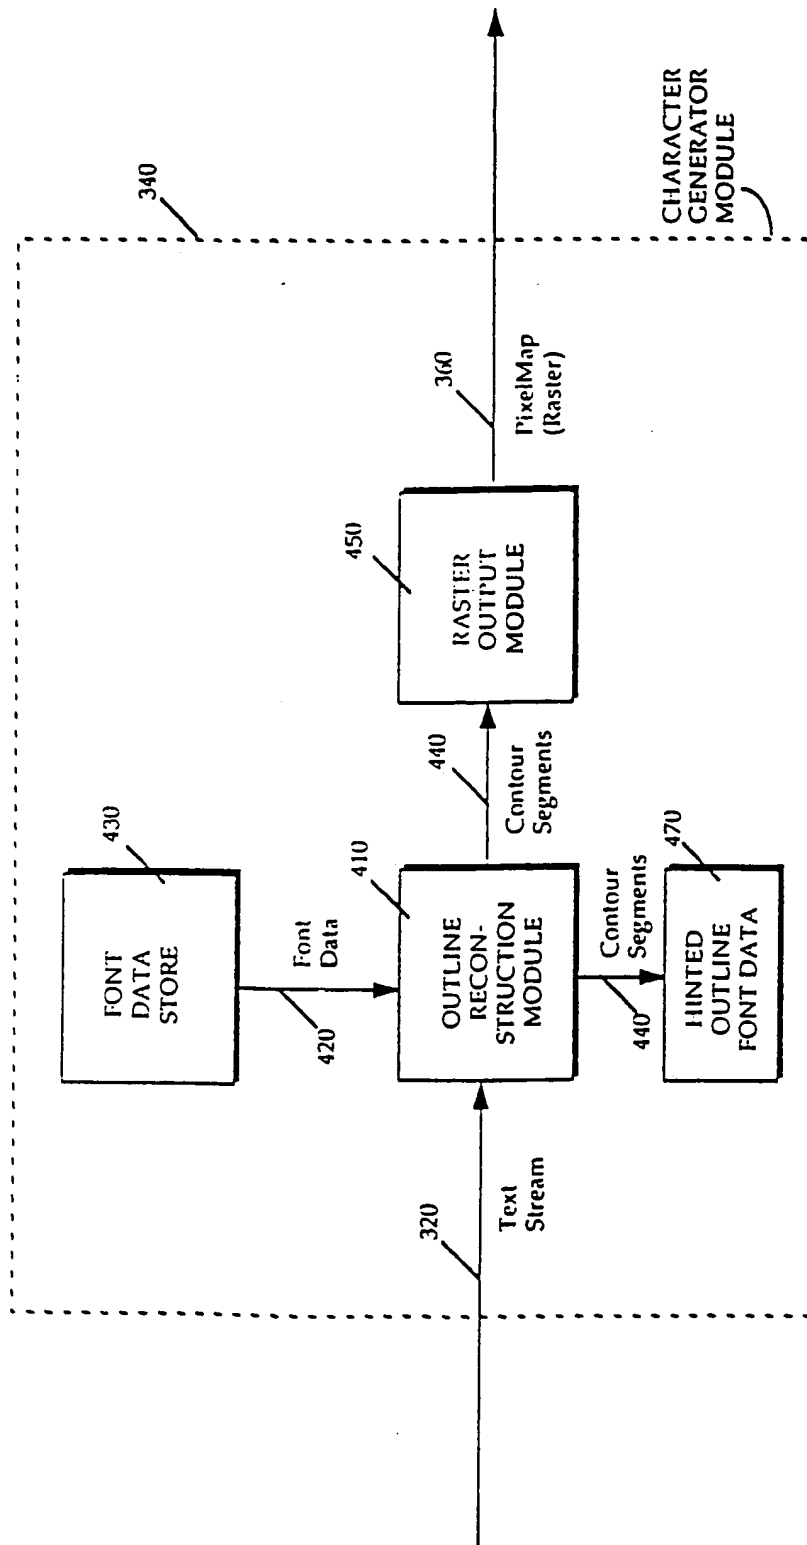 340
CHARACTER
GENERATOR
MODULE
430
FONT
DATA
STORE
Font
Data
420
320
Text
Stream
410
OUTLINE
RECON-
STRUCTION
MODULE
440
Contour
Segments
450
RASTER
OUTPUT
MODULE
360
PixelMap
(Raster)
Contour
Segments
440
470
HINTED
OUTLINE
FONT DATA